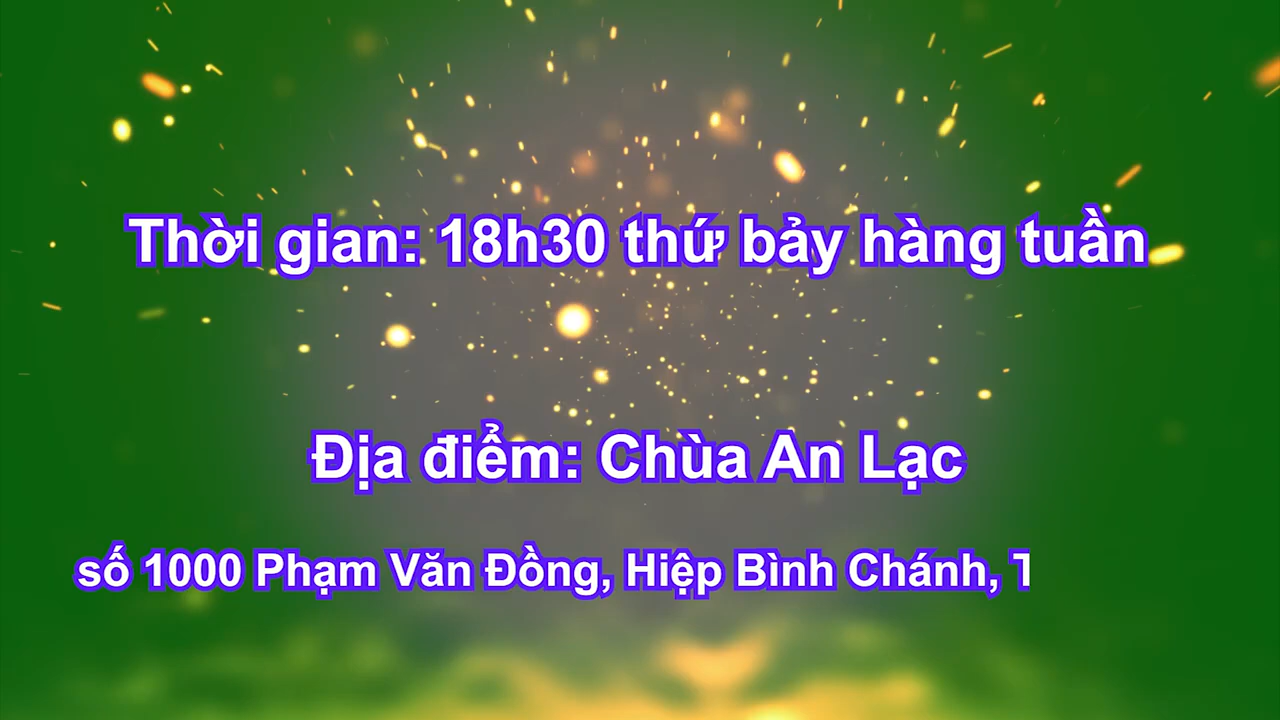 Thời gian: 18h30 thứ bảy hàng tuần
Địa điểm: Chùa An Lạc
số 1000 Phạm Văn Đồng, Hiệp Bình Chánh,